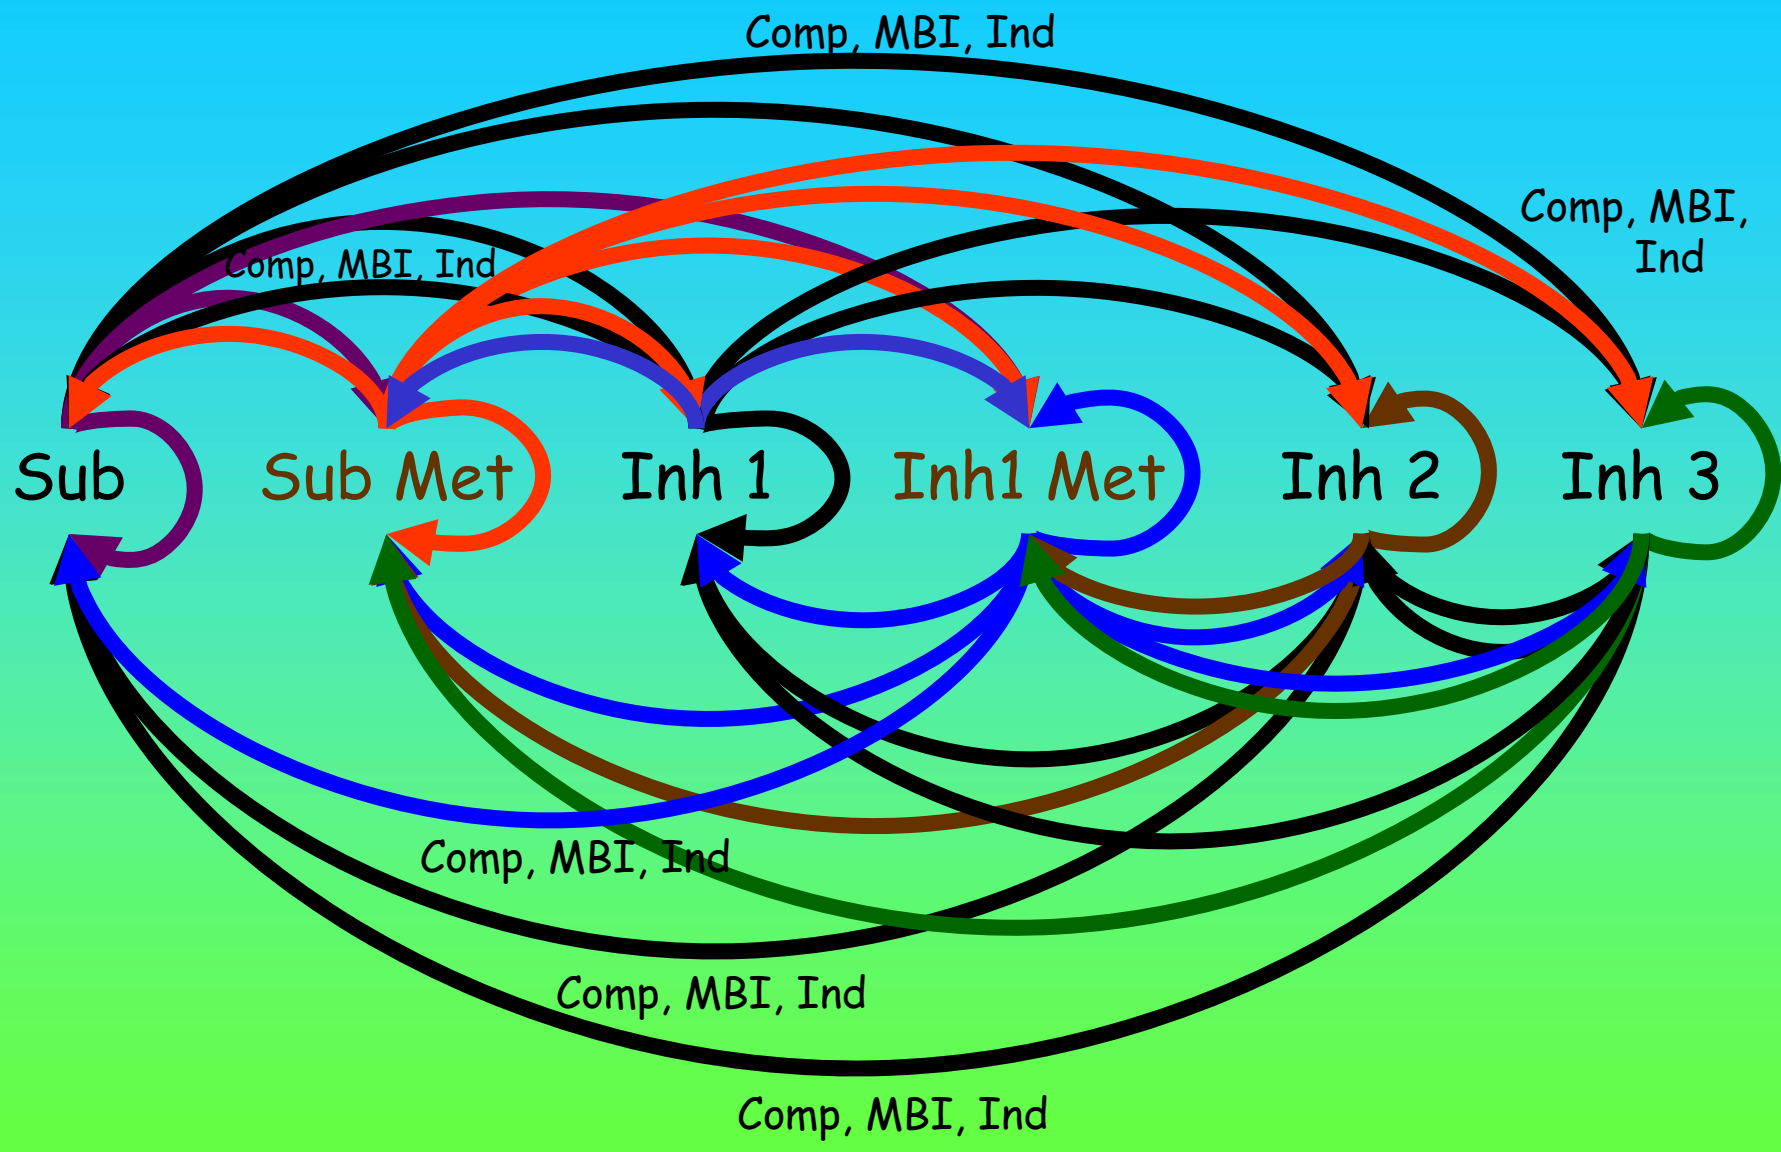 Comp, MBI, Ind
Comp, MBI,
Ind
Comp, MBI, Ind
Sub
Sub Met
Inh 1
Inh1 Met
Inh 2
Inh 3
Comp, MBI, Ind
Comp, MBI, Ind
Comp, MBI, Ind